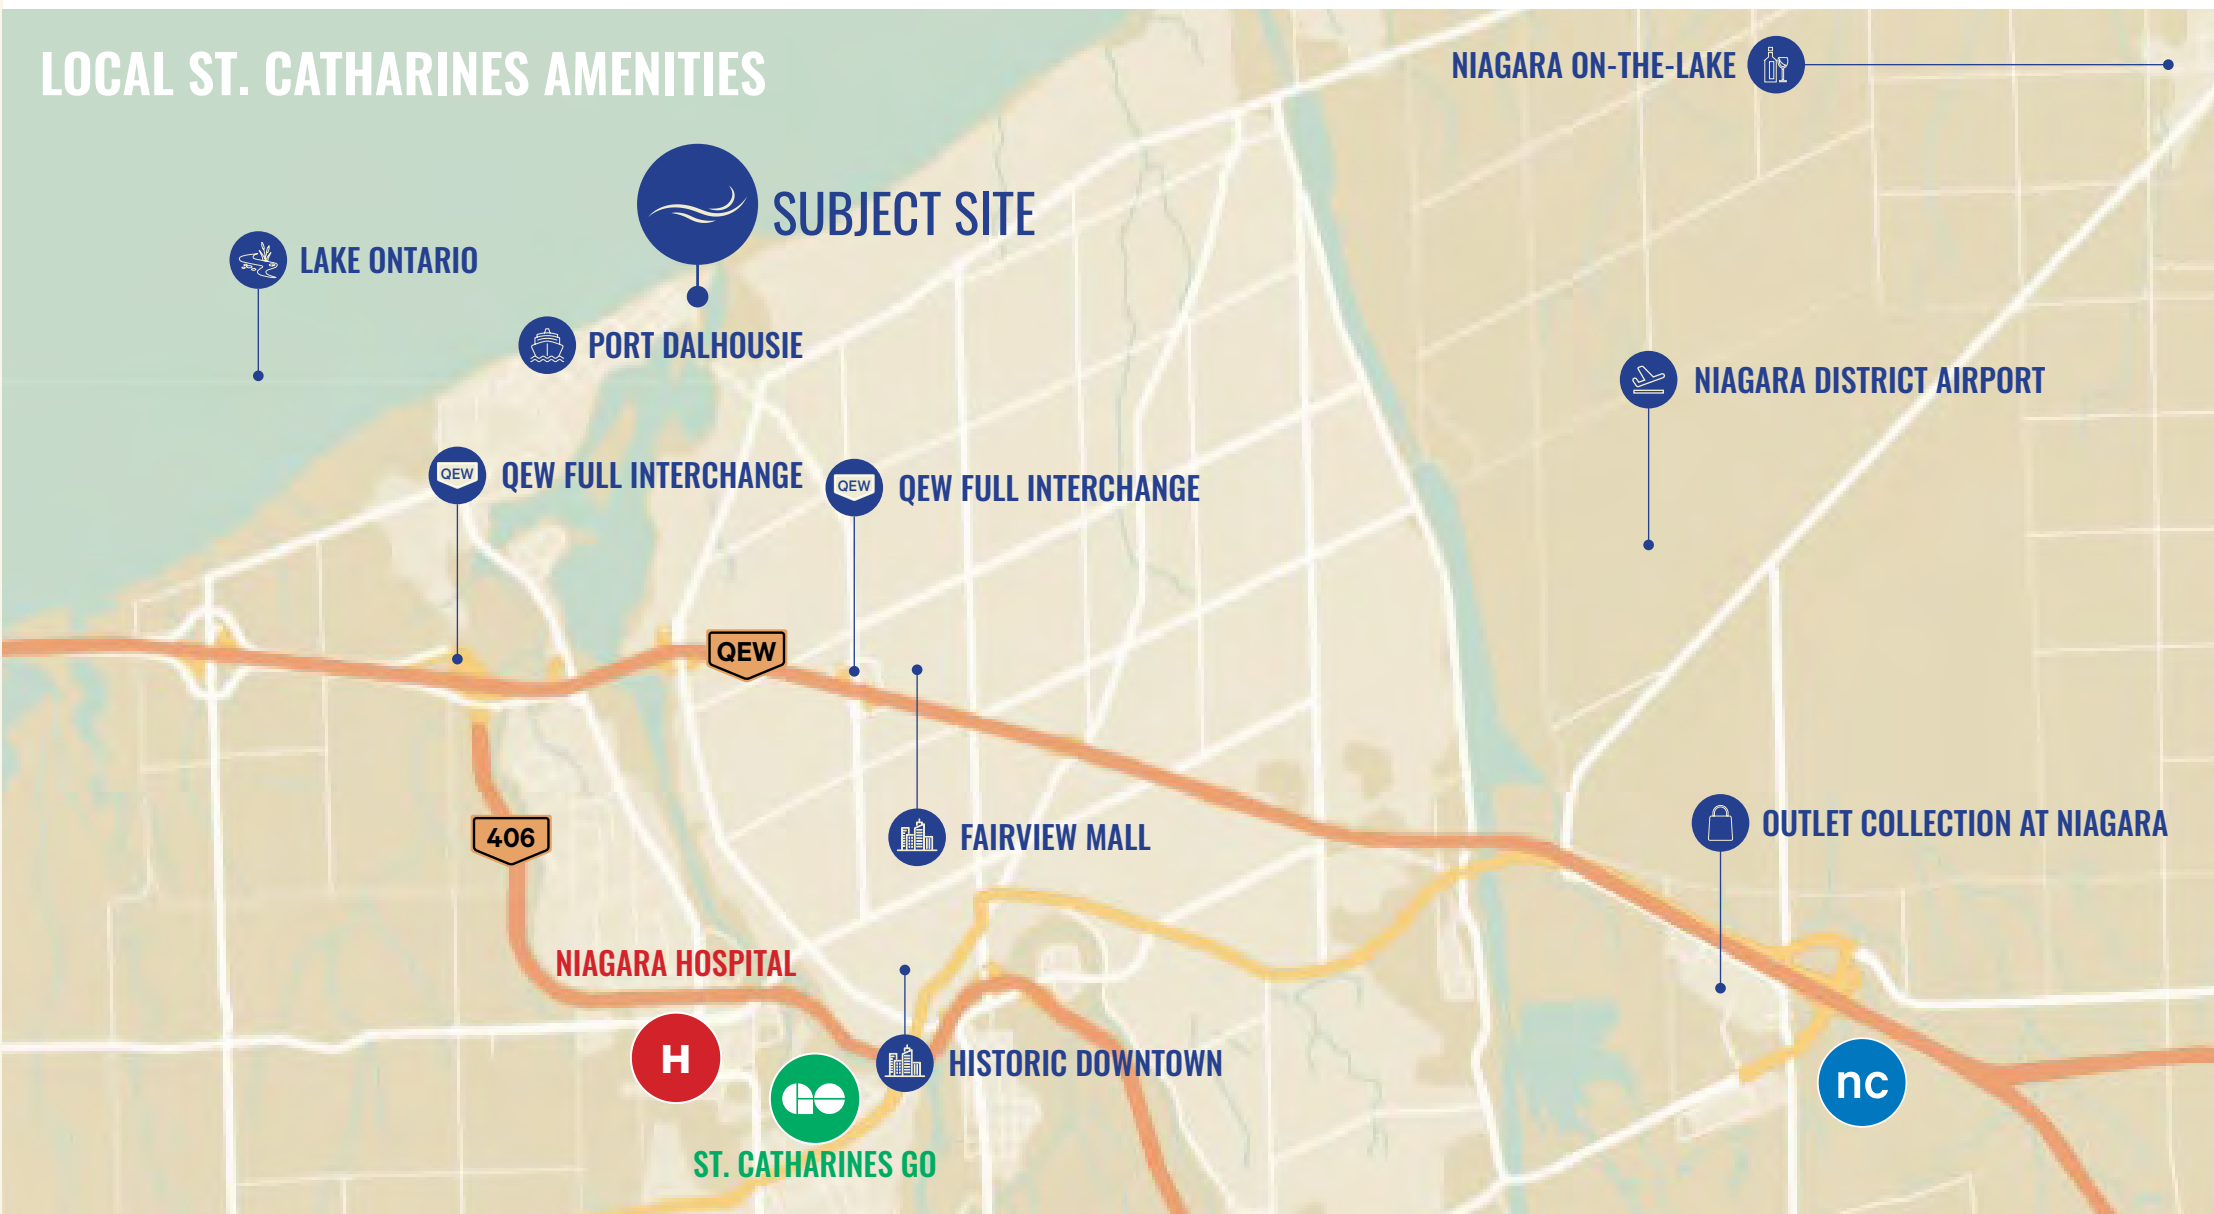 LOCAL ST. CATHARINES AMENITIES
NIAGARA ON-THE-LAKE
SUBJECT SITE
LAKE ONTARIO
PORT DALHOUSIE
NIAGARA DISTRICT AIRPORT
QEW
QEW FULL INTERCHANGE
QEW
QEW FULL INTERCHANGE
QEW
406
FAIRVIEW MALL
OUTLET COLLECTION AT NIAGARA
NIAGARA HOSPITAL
H
HISTORIC DOWNTOWN
GO
nc
ST. CATHARINES GO